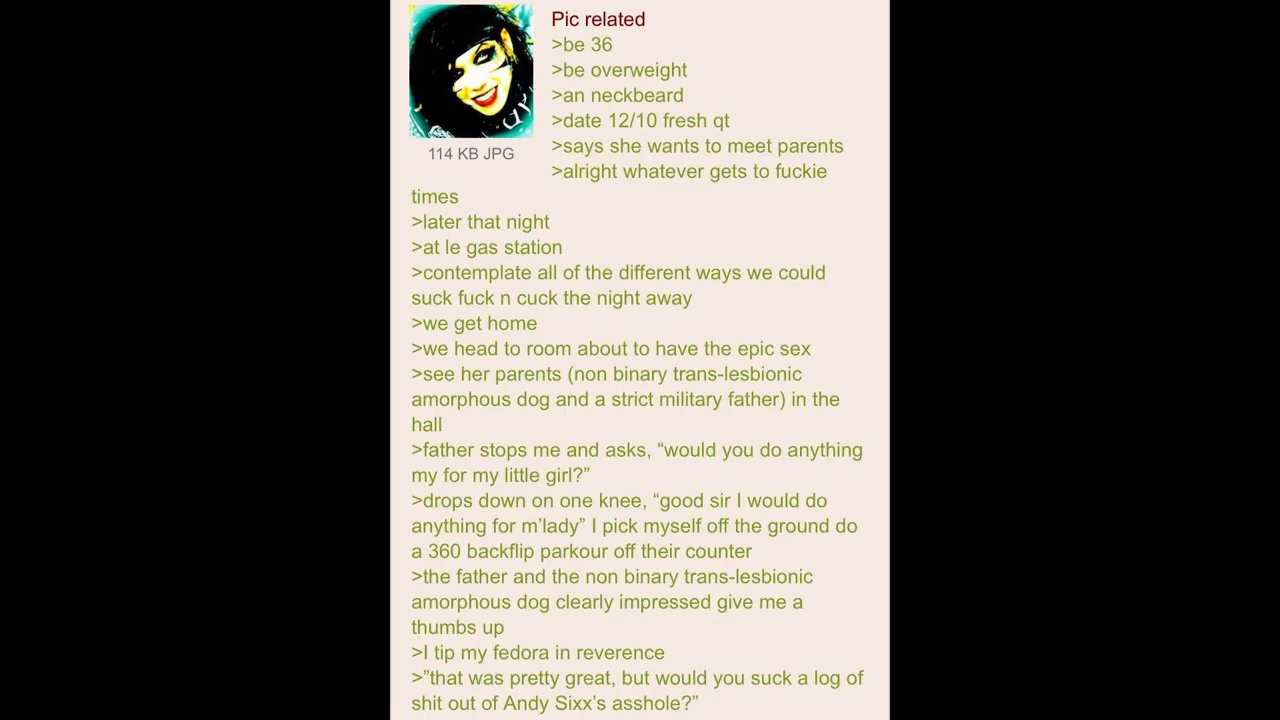 Pic related
>be 36
>be overweight
>an neckbeard
>date 12/10 fresh qt
>says she wants to meet parents
>alright whatever gets to fuckie
times
114 KB JPG
>later that night
>at le gas station
>contemplate all of the different ways we could
suck fuck n cuck the night away
>we get home
>we head to room about to have the epic sex
>see her parents (non binary trans-lesbionic
amorphous dog and a strict military father) in the
hall
>father stops me and asks, “would you do anything
my for my little girl?”
>drops down on one knee, “good sir I would do
anything for m’lady” I pick myself off the ground do
a 360 backflip parkour off their counter
>the father and the non binary trans-lesbionic
amorphous dog clearly impressed give me a
thumbs up
>I tip my fedora in reverence
>”that was pretty great, but would you suck a log of
shit out of Andy Sixx’s asshole?”